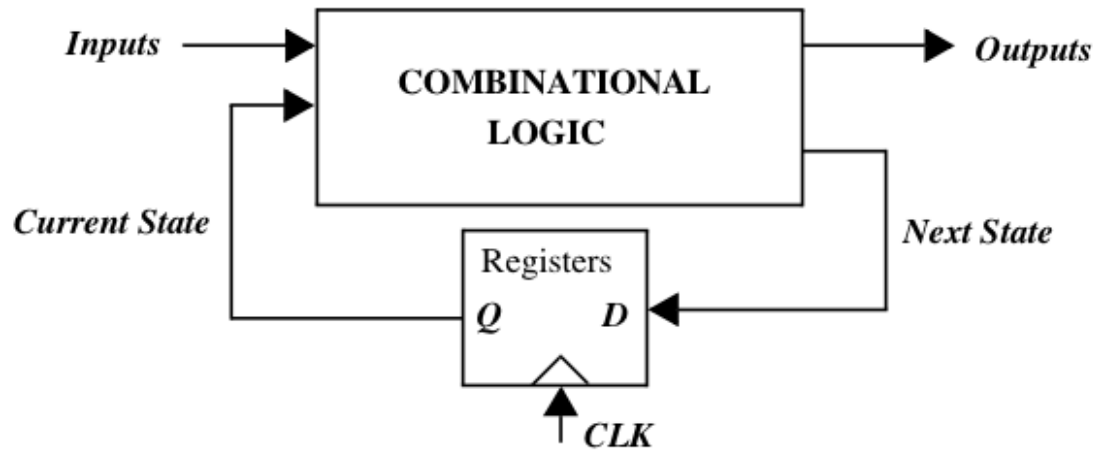 Inputs
Outputs
COMBINATIONAL
LOGIC
Current State
Next State
Registers
Q D
CLK